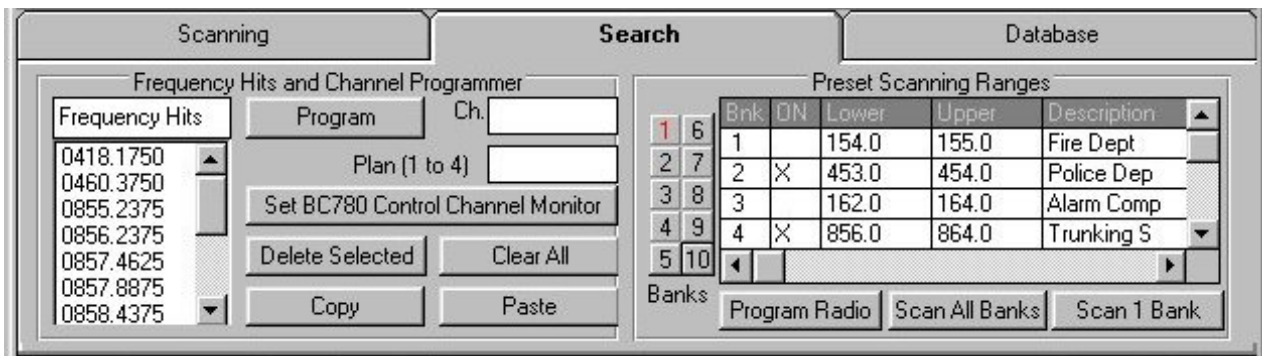 Scanning Search Database
Frequency Hits and Channel Programmer
Frequency Hits
0418.1750
0460.3750
0855.2375
0856.2375
0857.4625
0857.8875
0858.4375
Program Ch.
Plan (1 to 4)
Set BC780 Control Channel Monitor
Delete Selected Clear All
Copy Paste
Preset Scanning Ranges
1 6
2 7
3 8
4 9
5 10
Banks
Bnk ON Lower Upper Description
1 154.0 155.0 Fire Dept
2 X 453.0 454.0 Police Dep
3 162.0 164.0 Alarm Comp
4 X 856.0 864.0 Trunking S
Program Radio Scan All Banks Scan 1 Bank